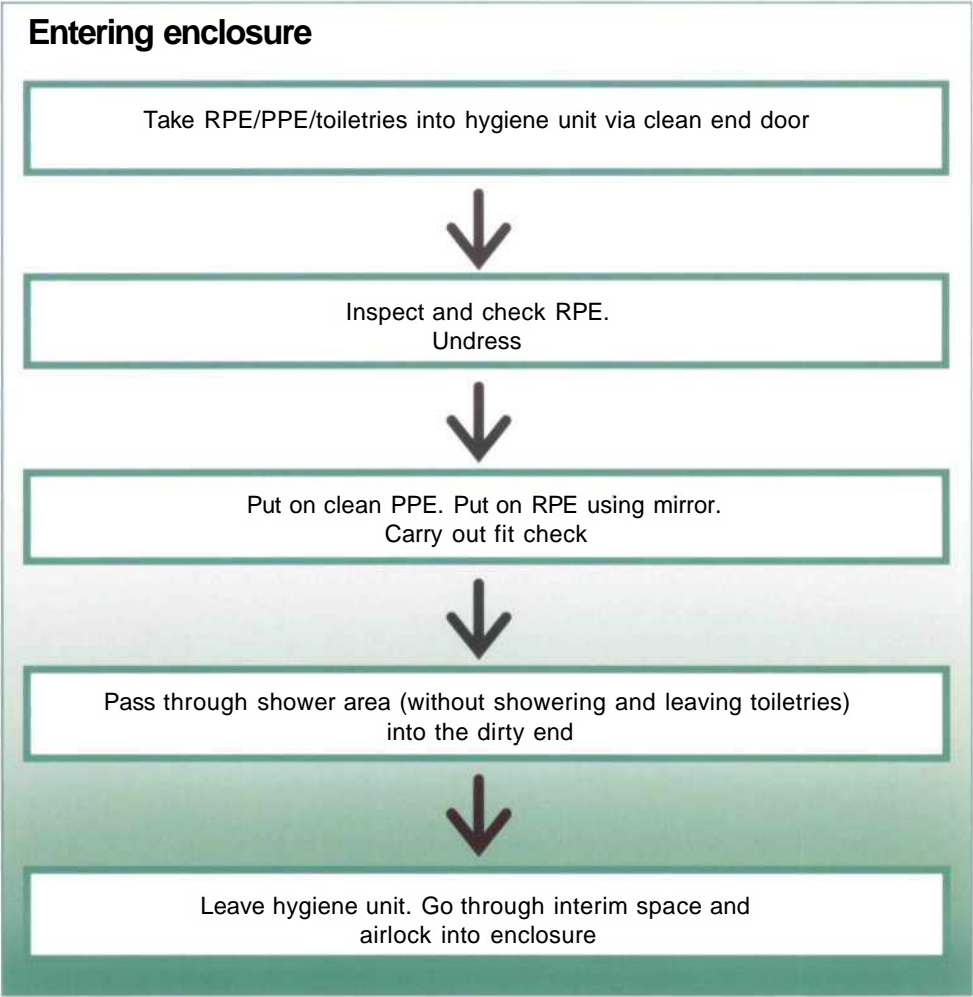 Entering enclosure
Take RPE/PPE/toiletries into hygiene unit via clean end door
Inspect and check RPE.
Undress
Put on clean PPE. Put on RPE using mirror.
Carry out fit check
Pass through shower area (without showering and leaving toiletries)
into the dirty end
Leave hygiene unit. Go through interim space and
airlock into enclosure